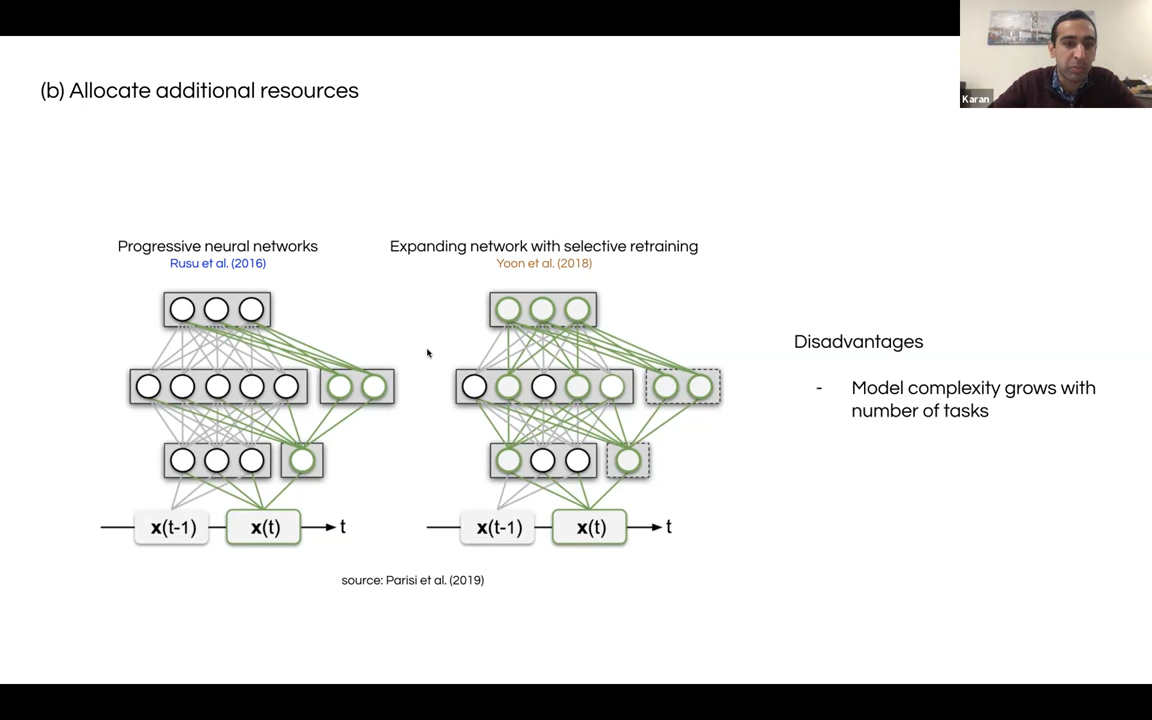 (b) Allocate additional resources
Karan
Progressive neural networks
Rusu et al. (2016)
Expanding network with selective retraining
Yoon et al. (2018)
x(t-1)
x(t)
t
x(t-1)
x(t)
t
source: Parisi et al. (2019)
Disadvantages
- Model complexity grows with
number of tasks